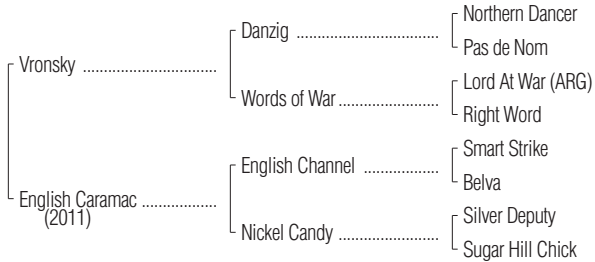 Northern Dancer
Danzig ....................................
Pas de Nom
Vronsky .................................
Lord At War (ARG)
Words of War.........................
Right Word
Smart Strike
English Channel ...................
Belva
English Caramac ..................
(2011)
Silver Deputy
Nickel Candy .........................
Sugar Hill Chick